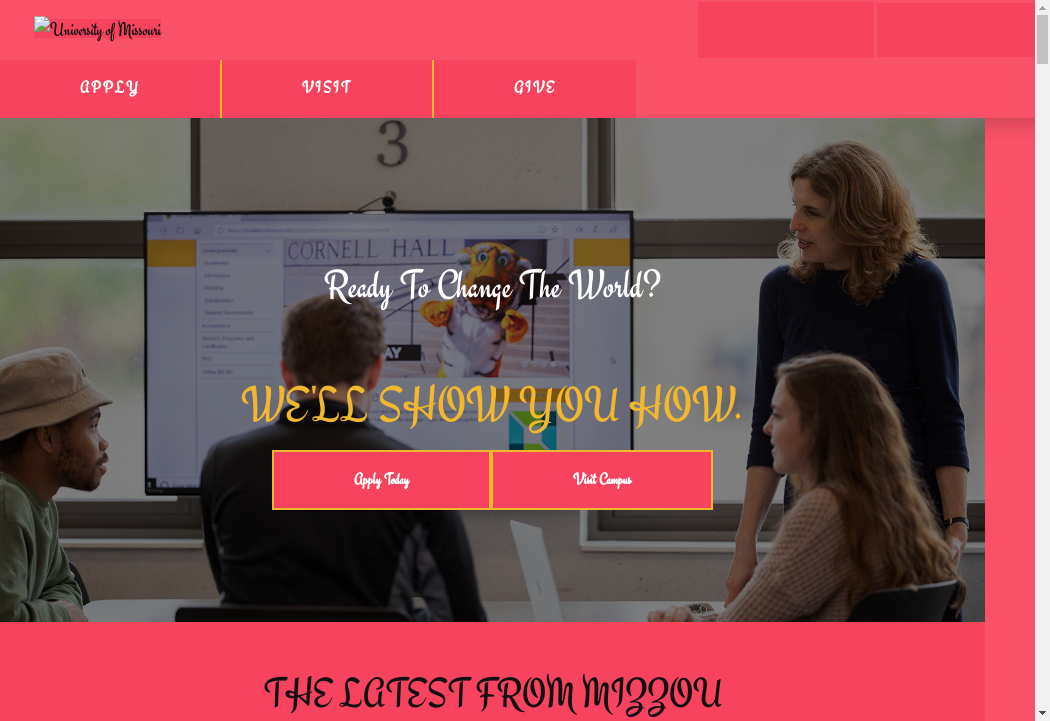 University of Missouri
APPLY
VISIT
GIVE
3
CORNELL HALL
Ready To Change The World?
AY
WE'LL SHOW YOU HOW.
Apply Today
Visit Campus
THE LATEST FROM MIZZOU